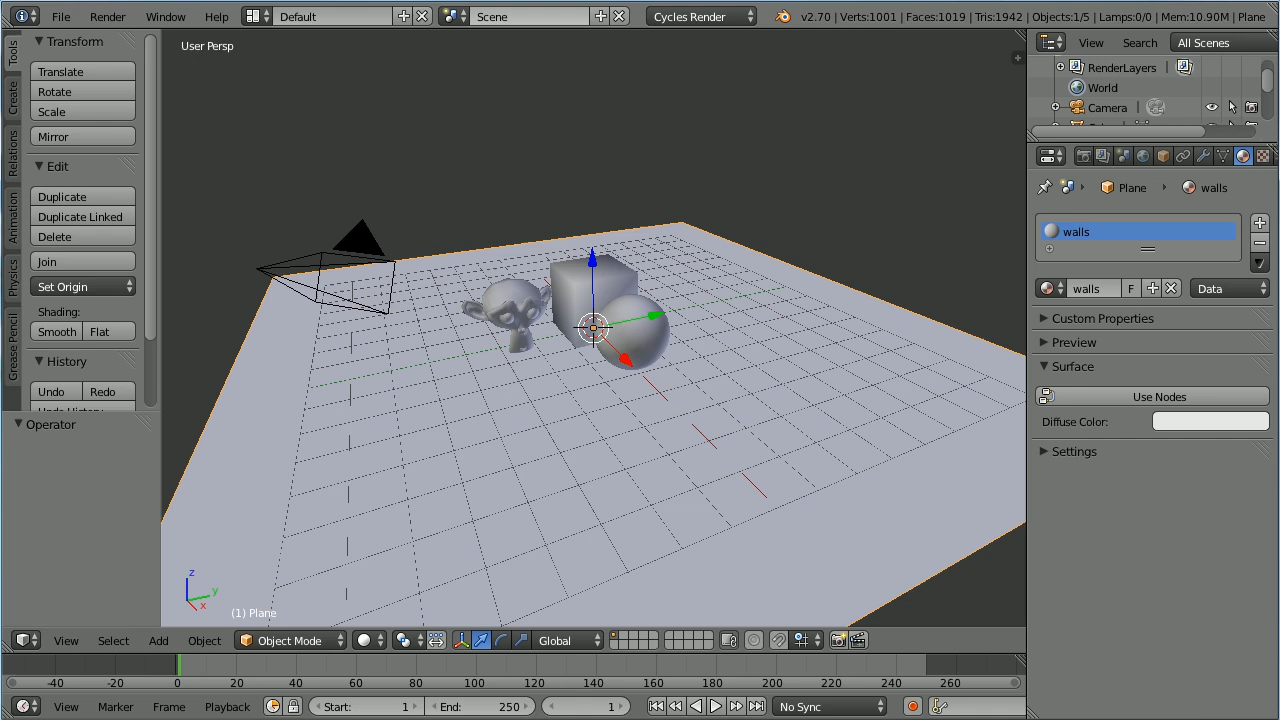 File Render Window Help Default Scene Cycles Render v2.70 | Verts:1001 | Faces:1019 | Tris:1942 | Objects:1/5 | Lamps:0/0 | Mem:10.90M | Plane
Tools
Create
Relations
Animation
Physics
Grease Pencil
Transform
Translate
Rotate
Scale
Mirror
Edit
Duplicate
Duplicate Linked
Delete
Join
Set Origin
Shading:
Smooth Flat
History
Undo Redo
Undo History
Operator
User Persp
z
y
x
(1) Plane
View Select Add Object Object Mode Global
-40 -20 0 20 40 60 80 100 120 140 160 180 200 220 240 260
View Marker Frame Playback Start: 1 End: 250 1 No Sync
View Search All Scenes
RenderLayers
World
Camera
Plane walls
walls
walls F Data
Custom Properties
Preview
Surface
Use Nodes
Diffuse Color:
Settings